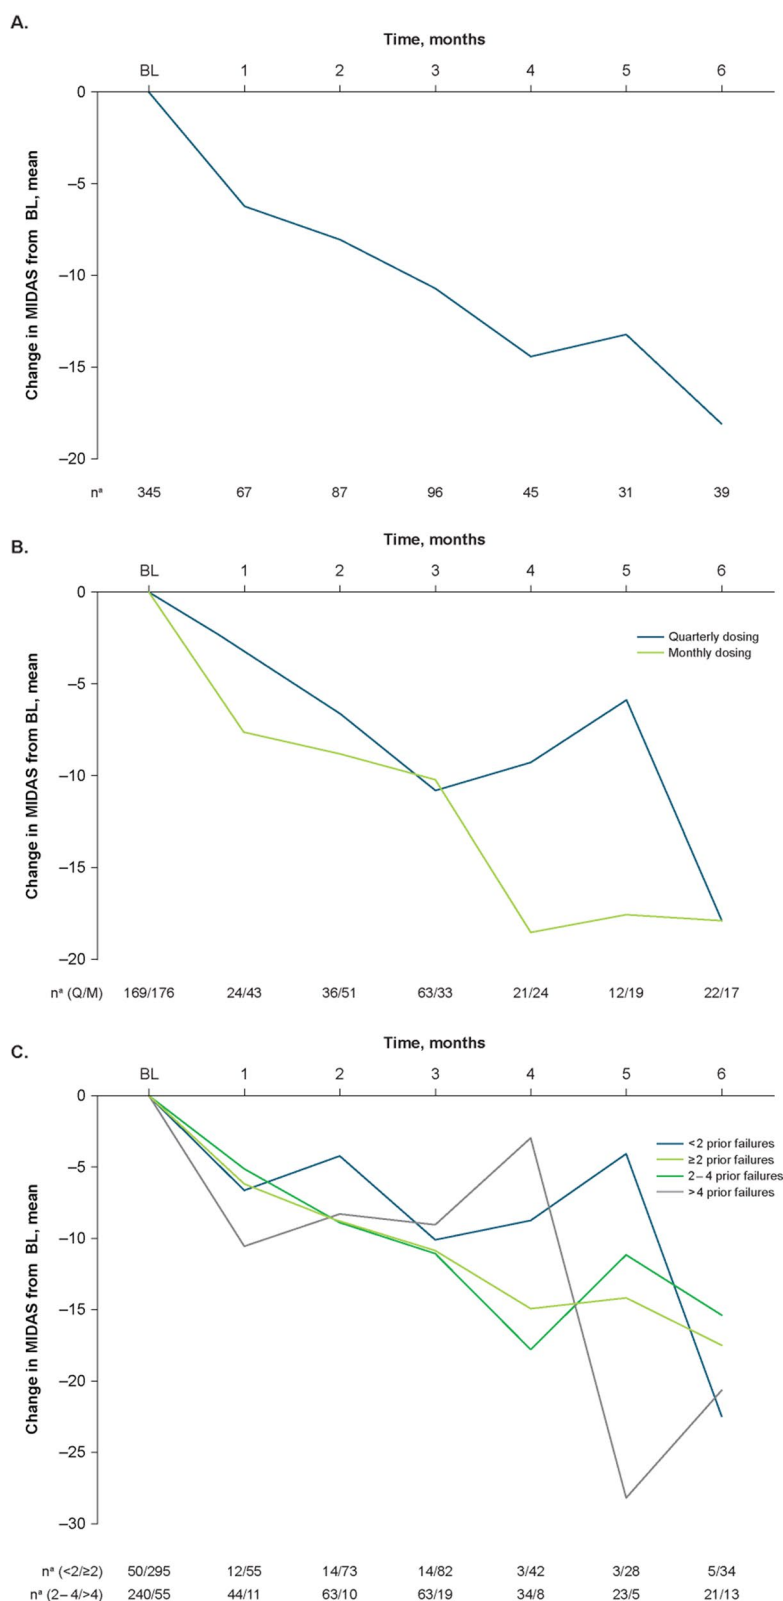 A.
Time, months
BL 1 2 3 4 5 6
Change in MIDAS from BL, mean
0
–5
–10
–15
–20
nª 345 67 87 96 45 31 39
B.
Time, months
BL 1 2 3 4 5 6
Change in MIDAS from BL, mean
0
–5
–10
–15
–20
Quarterly dosing
Monthly dosing
nª (Q/M) 169/176 24/43 36/51 63/33 21/24 12/19 22/17
C.
Time, months
BL 1 2 3 4 5 6
Change in MIDAS from BL, mean
0
–5
–10
–15
–20
–25
–30
<2 prior failures
≥2 prior failures
2–4 prior failures
>4 prior failures
nª (<2/≥2) 50/295 12/55 14/73 14/82 3/42 3/28 5/34
nª (2–4/>4) 240/55 44/11 63/10 63/19 34/8 23/5 21/13